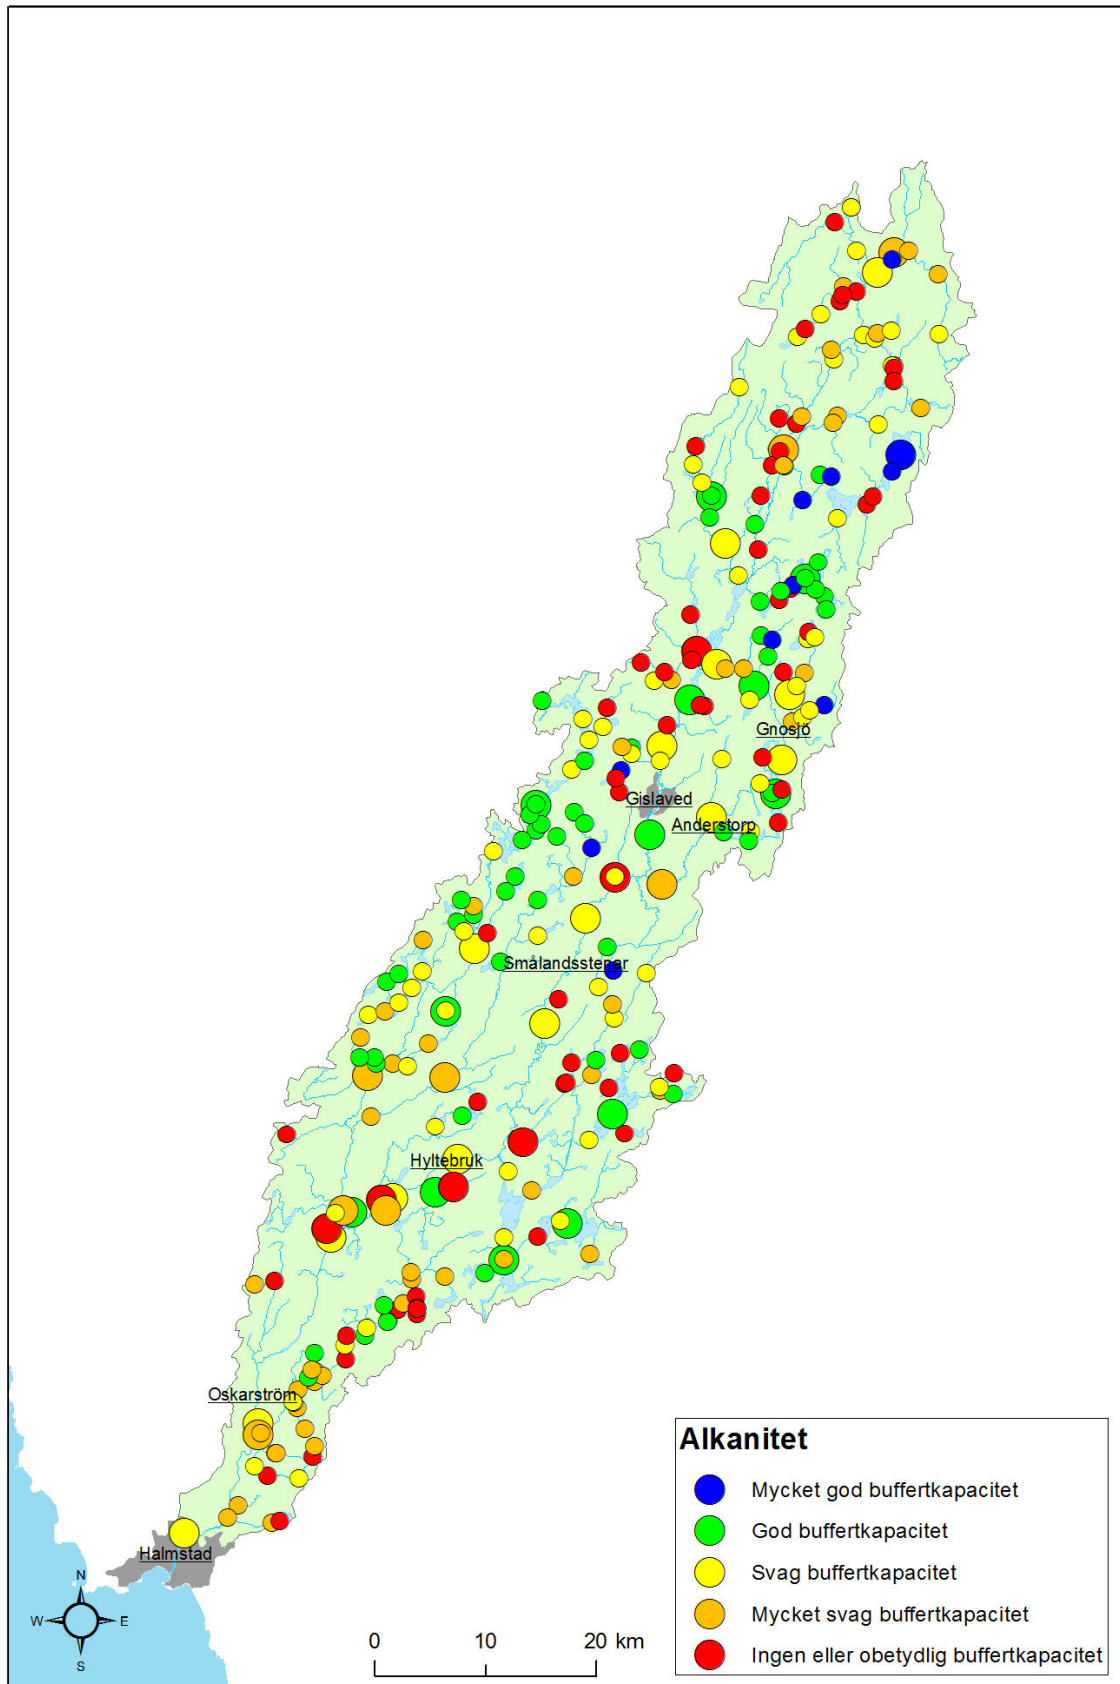 Gnosjö
Gislaved
Anderstorp
Smålandsstenar
Hyltebruk
Oskarström
Halmstad
N
W
E
S
0 10 20 km
Alkanitet
Mycket god buffertkapacitet
God buffertkapacitet
Svag buffertkapacitet
Mycket svag buffertkapacitet
Ingen eller obetydlig buffertkapacitet